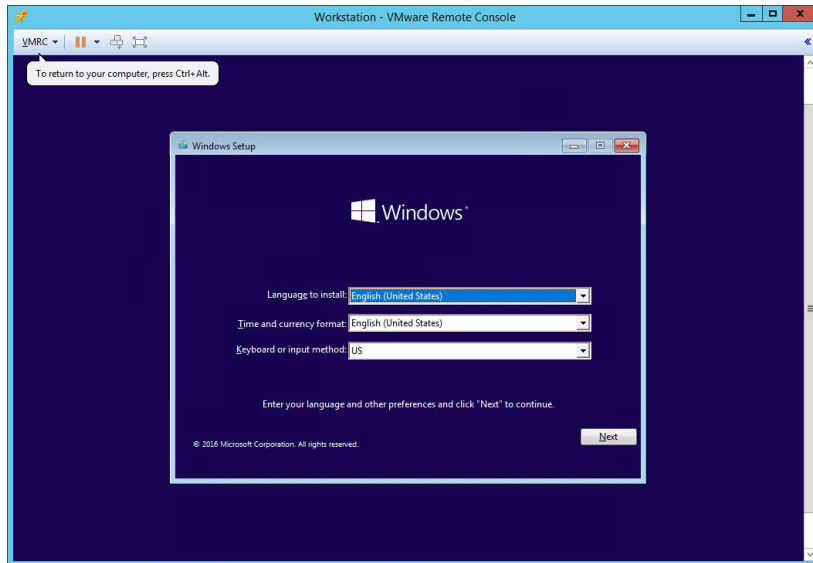 Workstation - VMware Remote Console
VMRC
To return to your computer, press Ctrl+Alt.
Windows Setup
Windows
Language to install: English (United States)
Time and currency format: English (United States)
Keyboard or input method: US
Enter your language and other preferences and click "Next" to continue.
© 2016 Microsoft Corporation. All rights reserved.
Next